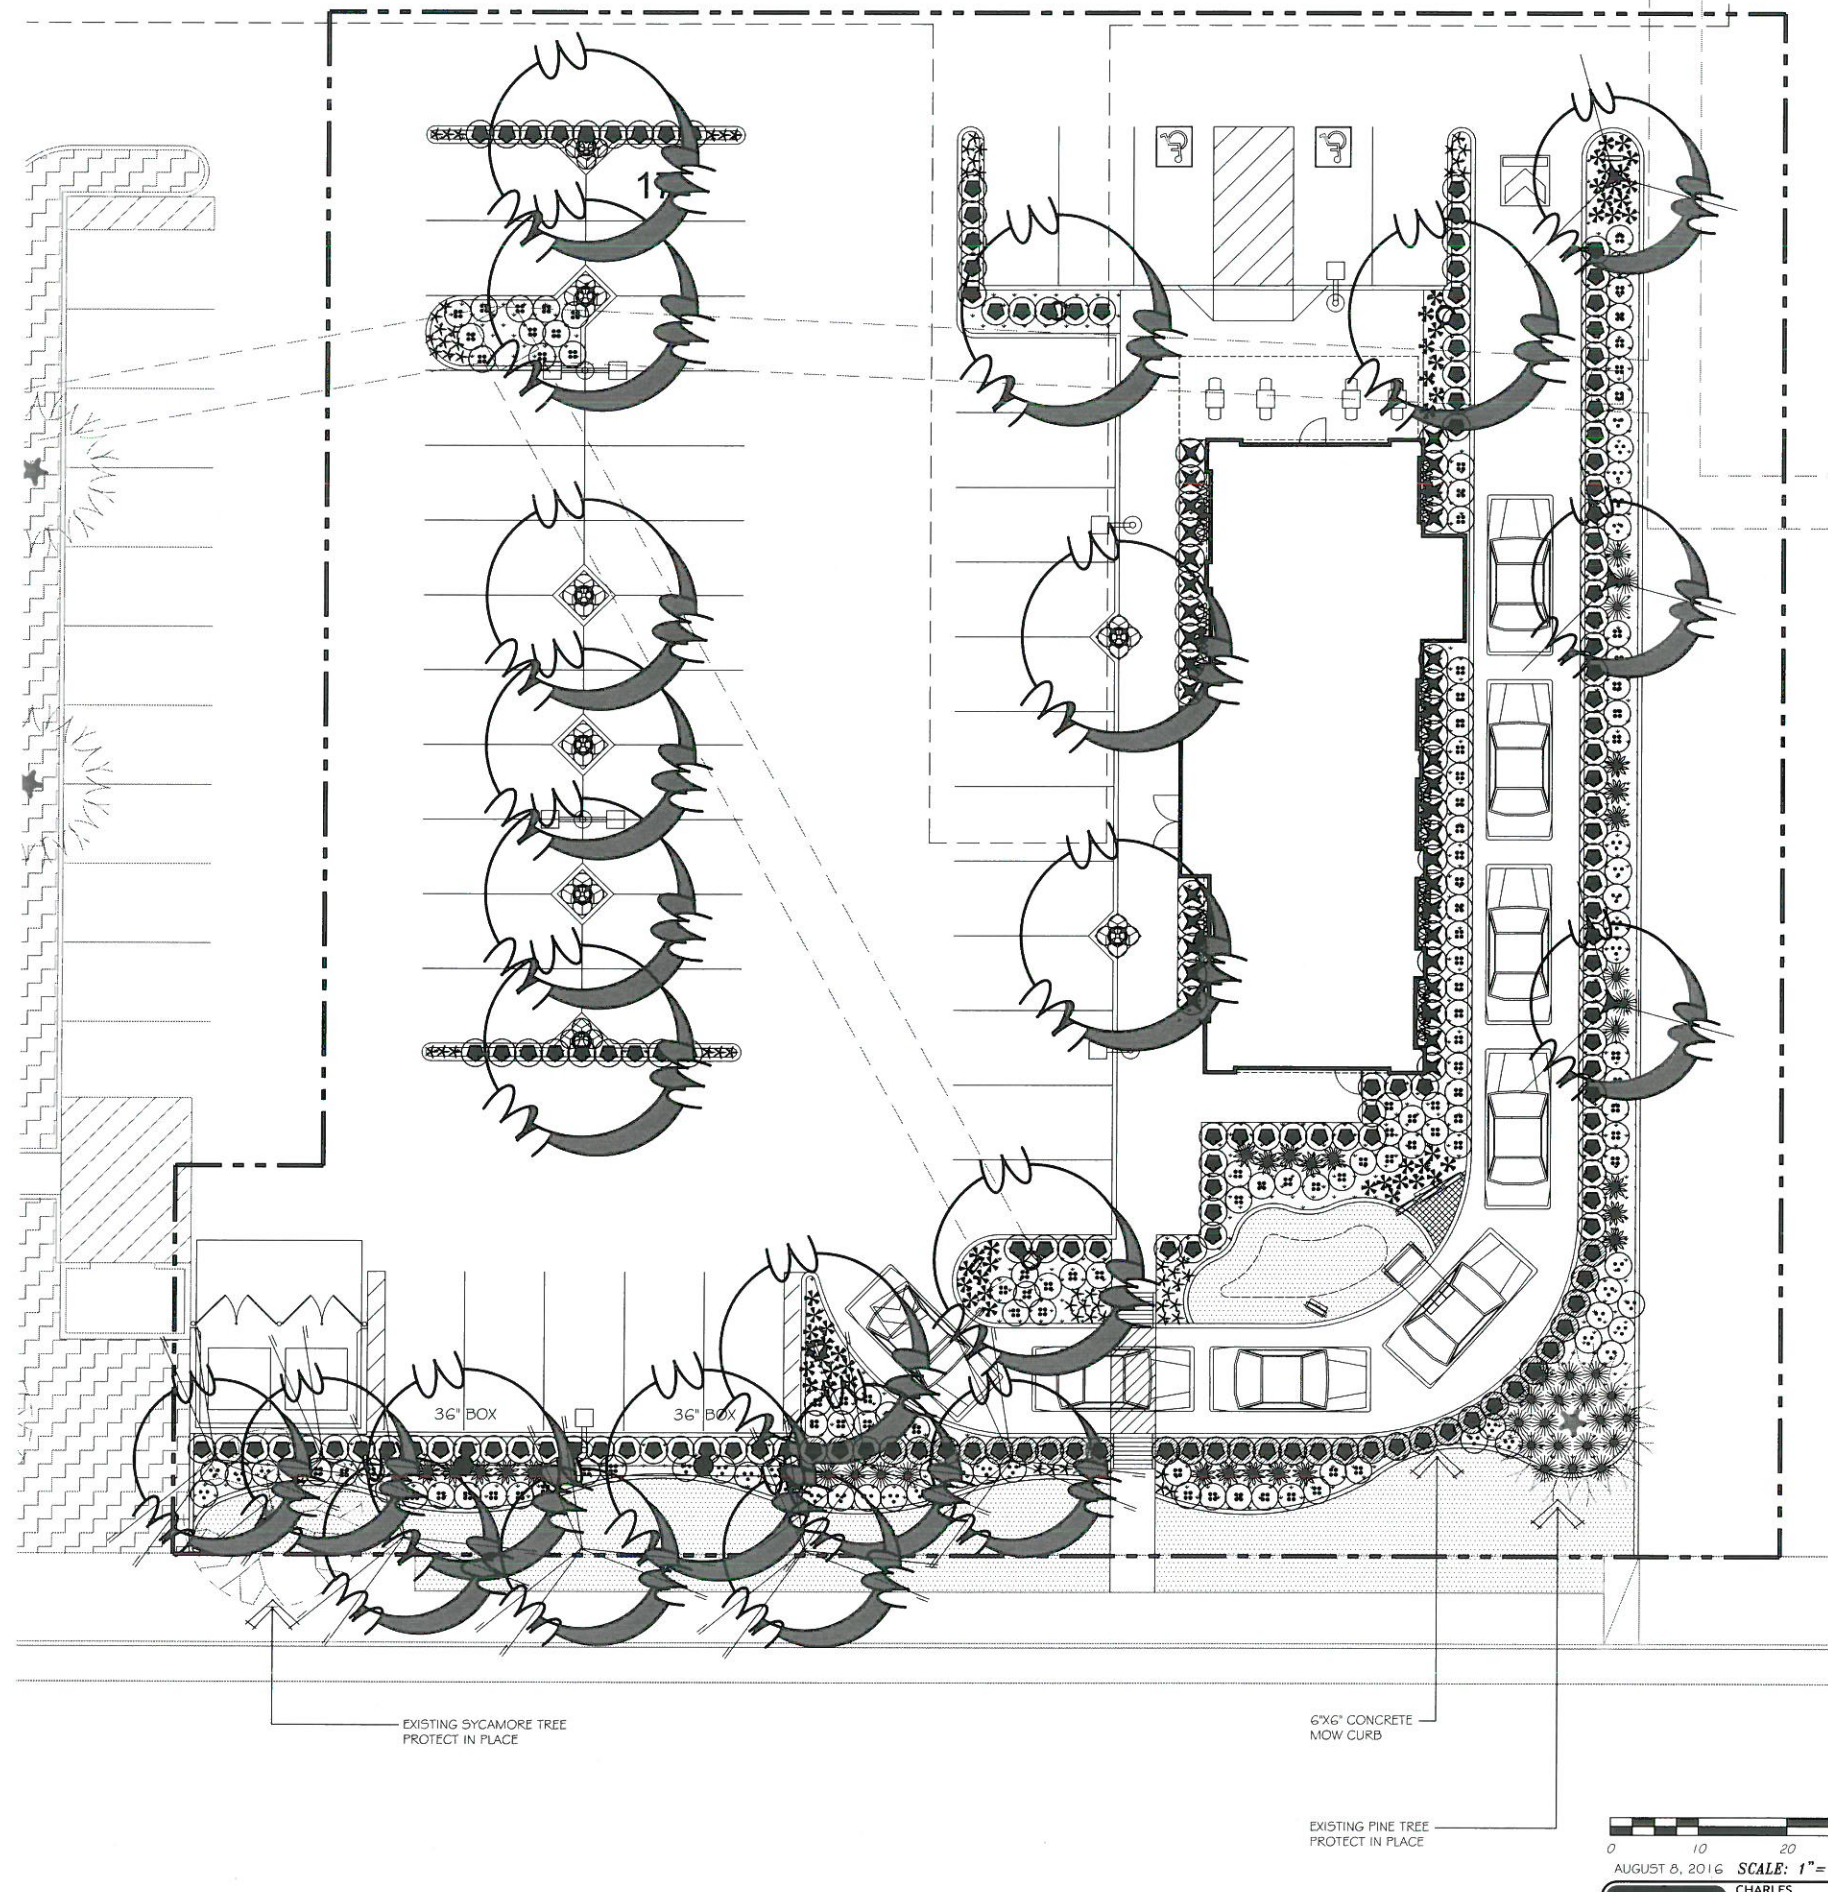 36" BOX
36" BOX
EXISTING SYCAMORE TREE
PROTECT IN PLACE
6"X6" CONCRETE
MOW CURB
EXISTING PINE TREE
PROTECT IN PLACE
0 10 20
AUGUST 8, 2016 SCALE: 1"=
CHARLES